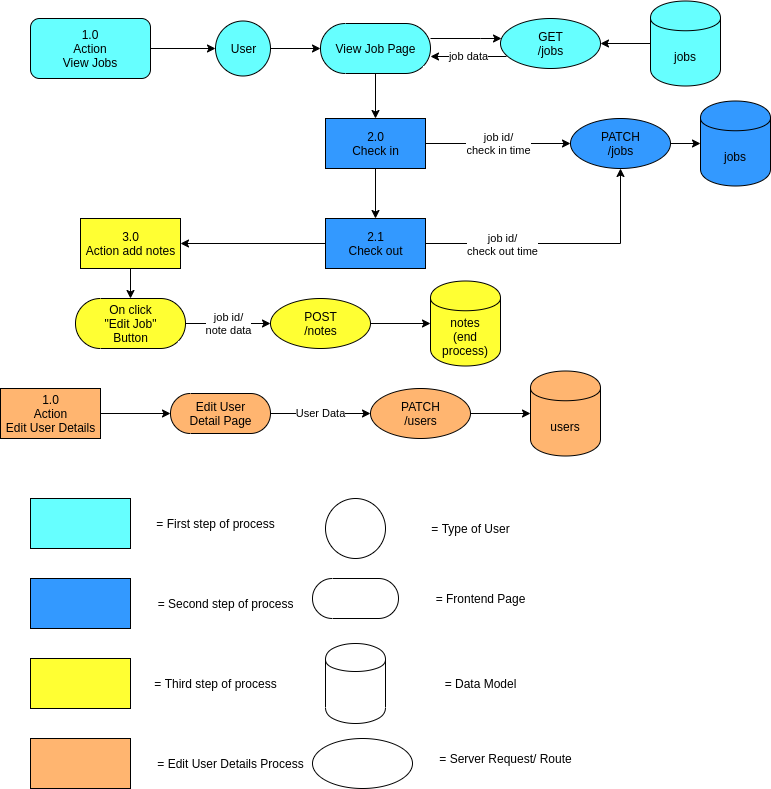 1.0
Action
View Jobs
User
View Job Page
GET
/jobs
job data
jobs
2.0
Check in
job id/
check in time
PATCH
/jobs
jobs
3.0
Action add notes
2.1
Check out
job id/
check out time
On click
"Edit Job"
Button
job id/
note data
POST
/notes
notes
(end
process)
1.0
Action
Edit User Details
Edit User
Detail Page
User Data
PATCH
/users
users
= First step of process
= Type of User
= Second step of process
= Frontend Page
= Third step of process
= Data Model
= Edit User Details Process
= Server Request/ Route